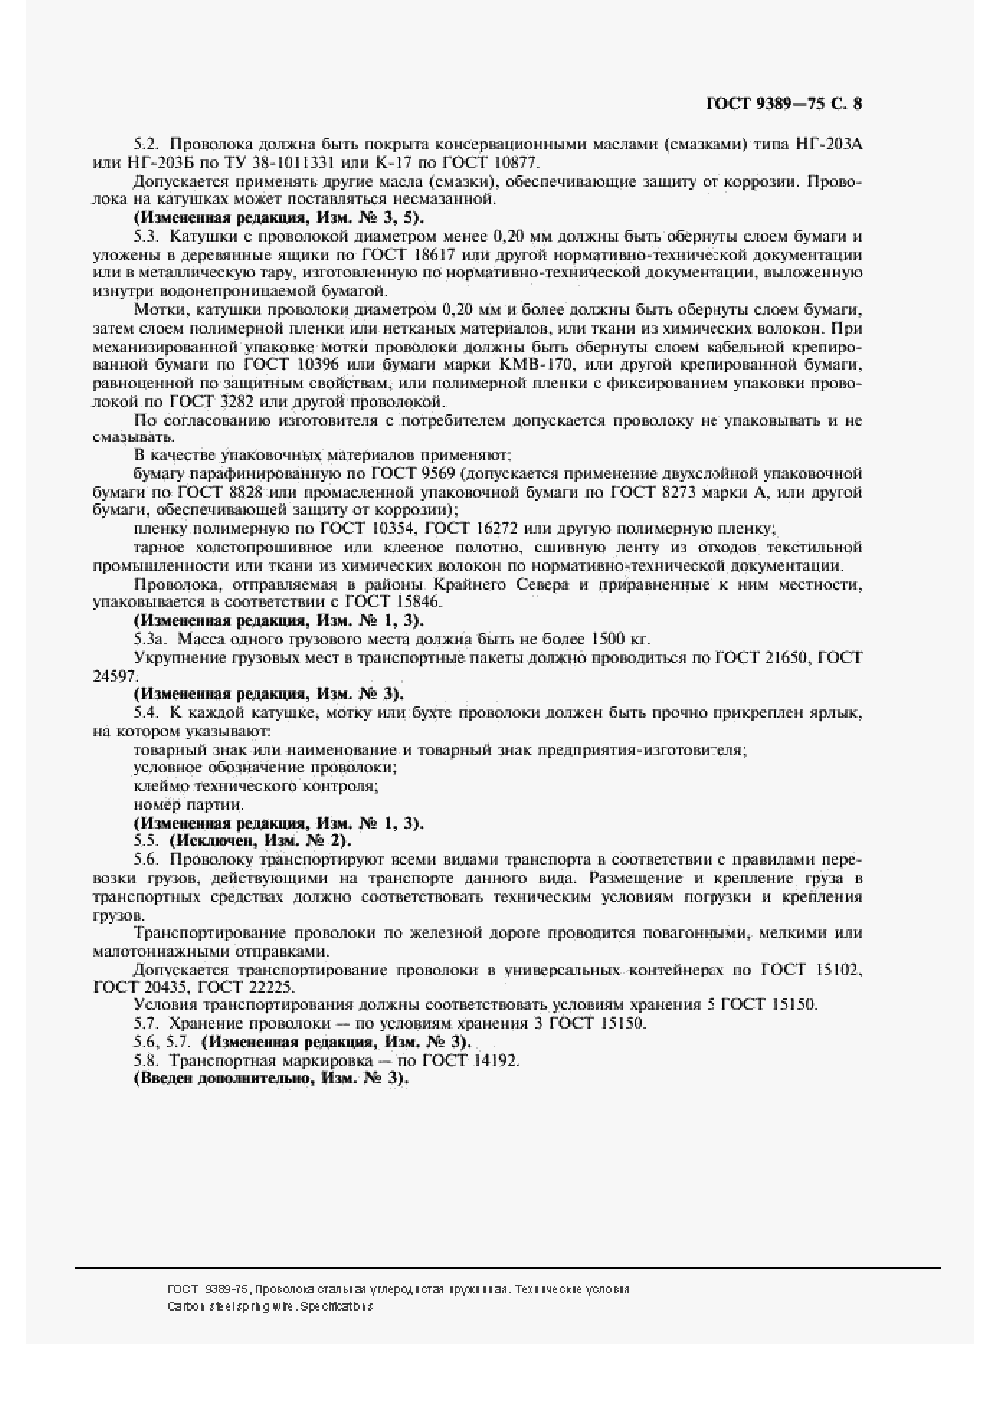 ГОСТ 9389—75 С. 8
5.2. Проволока должна быть покрыта консервационными маслами (смазками) типа НГ-203А
или НГ-203Б по ТУ 38-1011331 или К-17 по ГОСТ 10877.
Допускается применять другие масла (смазки), обеспечивающие защиту от коррозии. Прово-
лока на катушках может поставляться несмазанной.
(Измененная редакция, Изм. № 3, 5).
5.3. Катушки с проволокой диаметром менее 0,20 мм должны быть обернуты слоем бумаги и
уложены в деревянные ящики по ГОСТ 18617 или другой нормативно-технической документации
или в металлическую тару, изготовленную по нормативно-технической документации, выложенную
изнутри водонепроницаемой бумагой.
Мотки, катушки проволоки диаметром 0,20 мм и более должны быть обернуты слоем бумаги,
затем слоем полимерной пленки или нетканых материалов, или ткани из химических волокон. При
механизированной упаковке мотки проволоки должны быть обернуты слоем кабельной крепиро-
ванной бумаги по ГОСТ 10396 или бумаги марки КМВ-170, или другой крепированной бумаги,
равноценной по защитным свойствам, или полимерной пленки с фиксированием упаковки прово-
локой по ГОСТ 3282 или другой проволокой.
По согласованию изготовителя с потребителем допускается проволоку не упаковывать и не
смазывать.
В качестве упаковочных материалов применяют:
бумагу парафинированную по ГОСТ 9569 (допускается применение двухслойной упаковочной
бумаги по ГОСТ 8828 или промасленной упаковочной бумаги по ГОСТ 8273 марки А, или другой
бумаги, обеспечивающей защиту от коррозии);
пленку полимерную по ГОСТ 10354, ГОСТ 16272 или другую полимерную пленку;
тарное холстопрошивное или клееное полотно, сшивную ленту из отходов текстильной
промышленности или ткани из химических волокон по нормативно-технической документации.
Проволока, отправляемая в районы Крайнего Севера и приравненные к ним местности,
упаковывается в соответствии с ГОСТ 15846.
(Измененная редакция, Изм. № 1, 3).
5.3а. Масса одного грузового места должна быть не более 1500 кг.
Укрупнение грузовых мест в транспортные пакеты должно проводиться по ГОСТ 21650, ГОСТ
24597.
(Измененная редакция, Изм. № 3).
5.4. К каждой катушке, мотку или бухте проволоки должен быть прочно прикреплен ярлык,
на котором указывают:
товарный знак или наименование и товарный знак предприятия-изготовителя;
условное обозначение проволоки;
клеймо технического контроля;
номер партии.
(Измененная редакция, Изм. № 1, 3).
5.5. (Исключен, Изм. № 2).
5.6. Проволоку транспортируют всеми видами транспорта в соответствии с правилами пере-
возки грузов, действующими на транспорте данного вида. Размещение и крепление груза в
транспортных средствах должно соответствовать техническим условиям погрузки и крепления
грузов.
Транспортирование проволоки по железной дороге проводится повагонными, мелкими или
малотоннажными отправками.
Допускается транспортирование проволоки в универсальных контейнерах по ГОСТ 15102,
ГОСТ 20435, ГОСТ 22225.
Условия транспортирования должны соответствовать условиям хранения 5 ГОСТ 15150.
5.7. Хранение проволоки — по условиям хранения 3 ГОСТ 15150.
5.6, 5.7. (Измененная редакция, Изм. № 3).
5.8. Транспортная маркировка — по ГОСТ 14192.
(Введен дополнительно, Изм. № 3).
ГОСТ 9389-75, Проволока стальная углеродистая пружинная. Технические условия
Carbon steel spring wire. Specifications